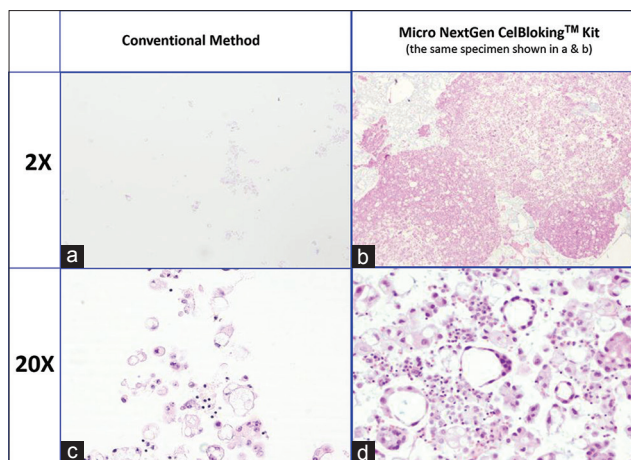 Conventional Method
Micro NextGen CelBloking™ Kit
(the same specimen shown in a & b)
2X
a
b
20X
c
d